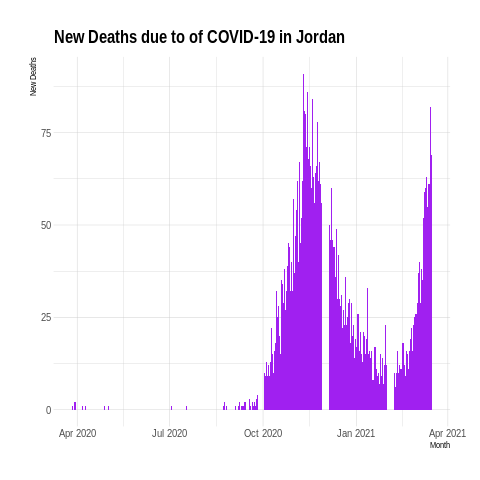 New Deaths due to of COVID-19 in Jordan
New Deaths
75
50
25
0
Apr 2020 Jul 2020 Oct 2020 Jan 2021 Apr 2021
Month